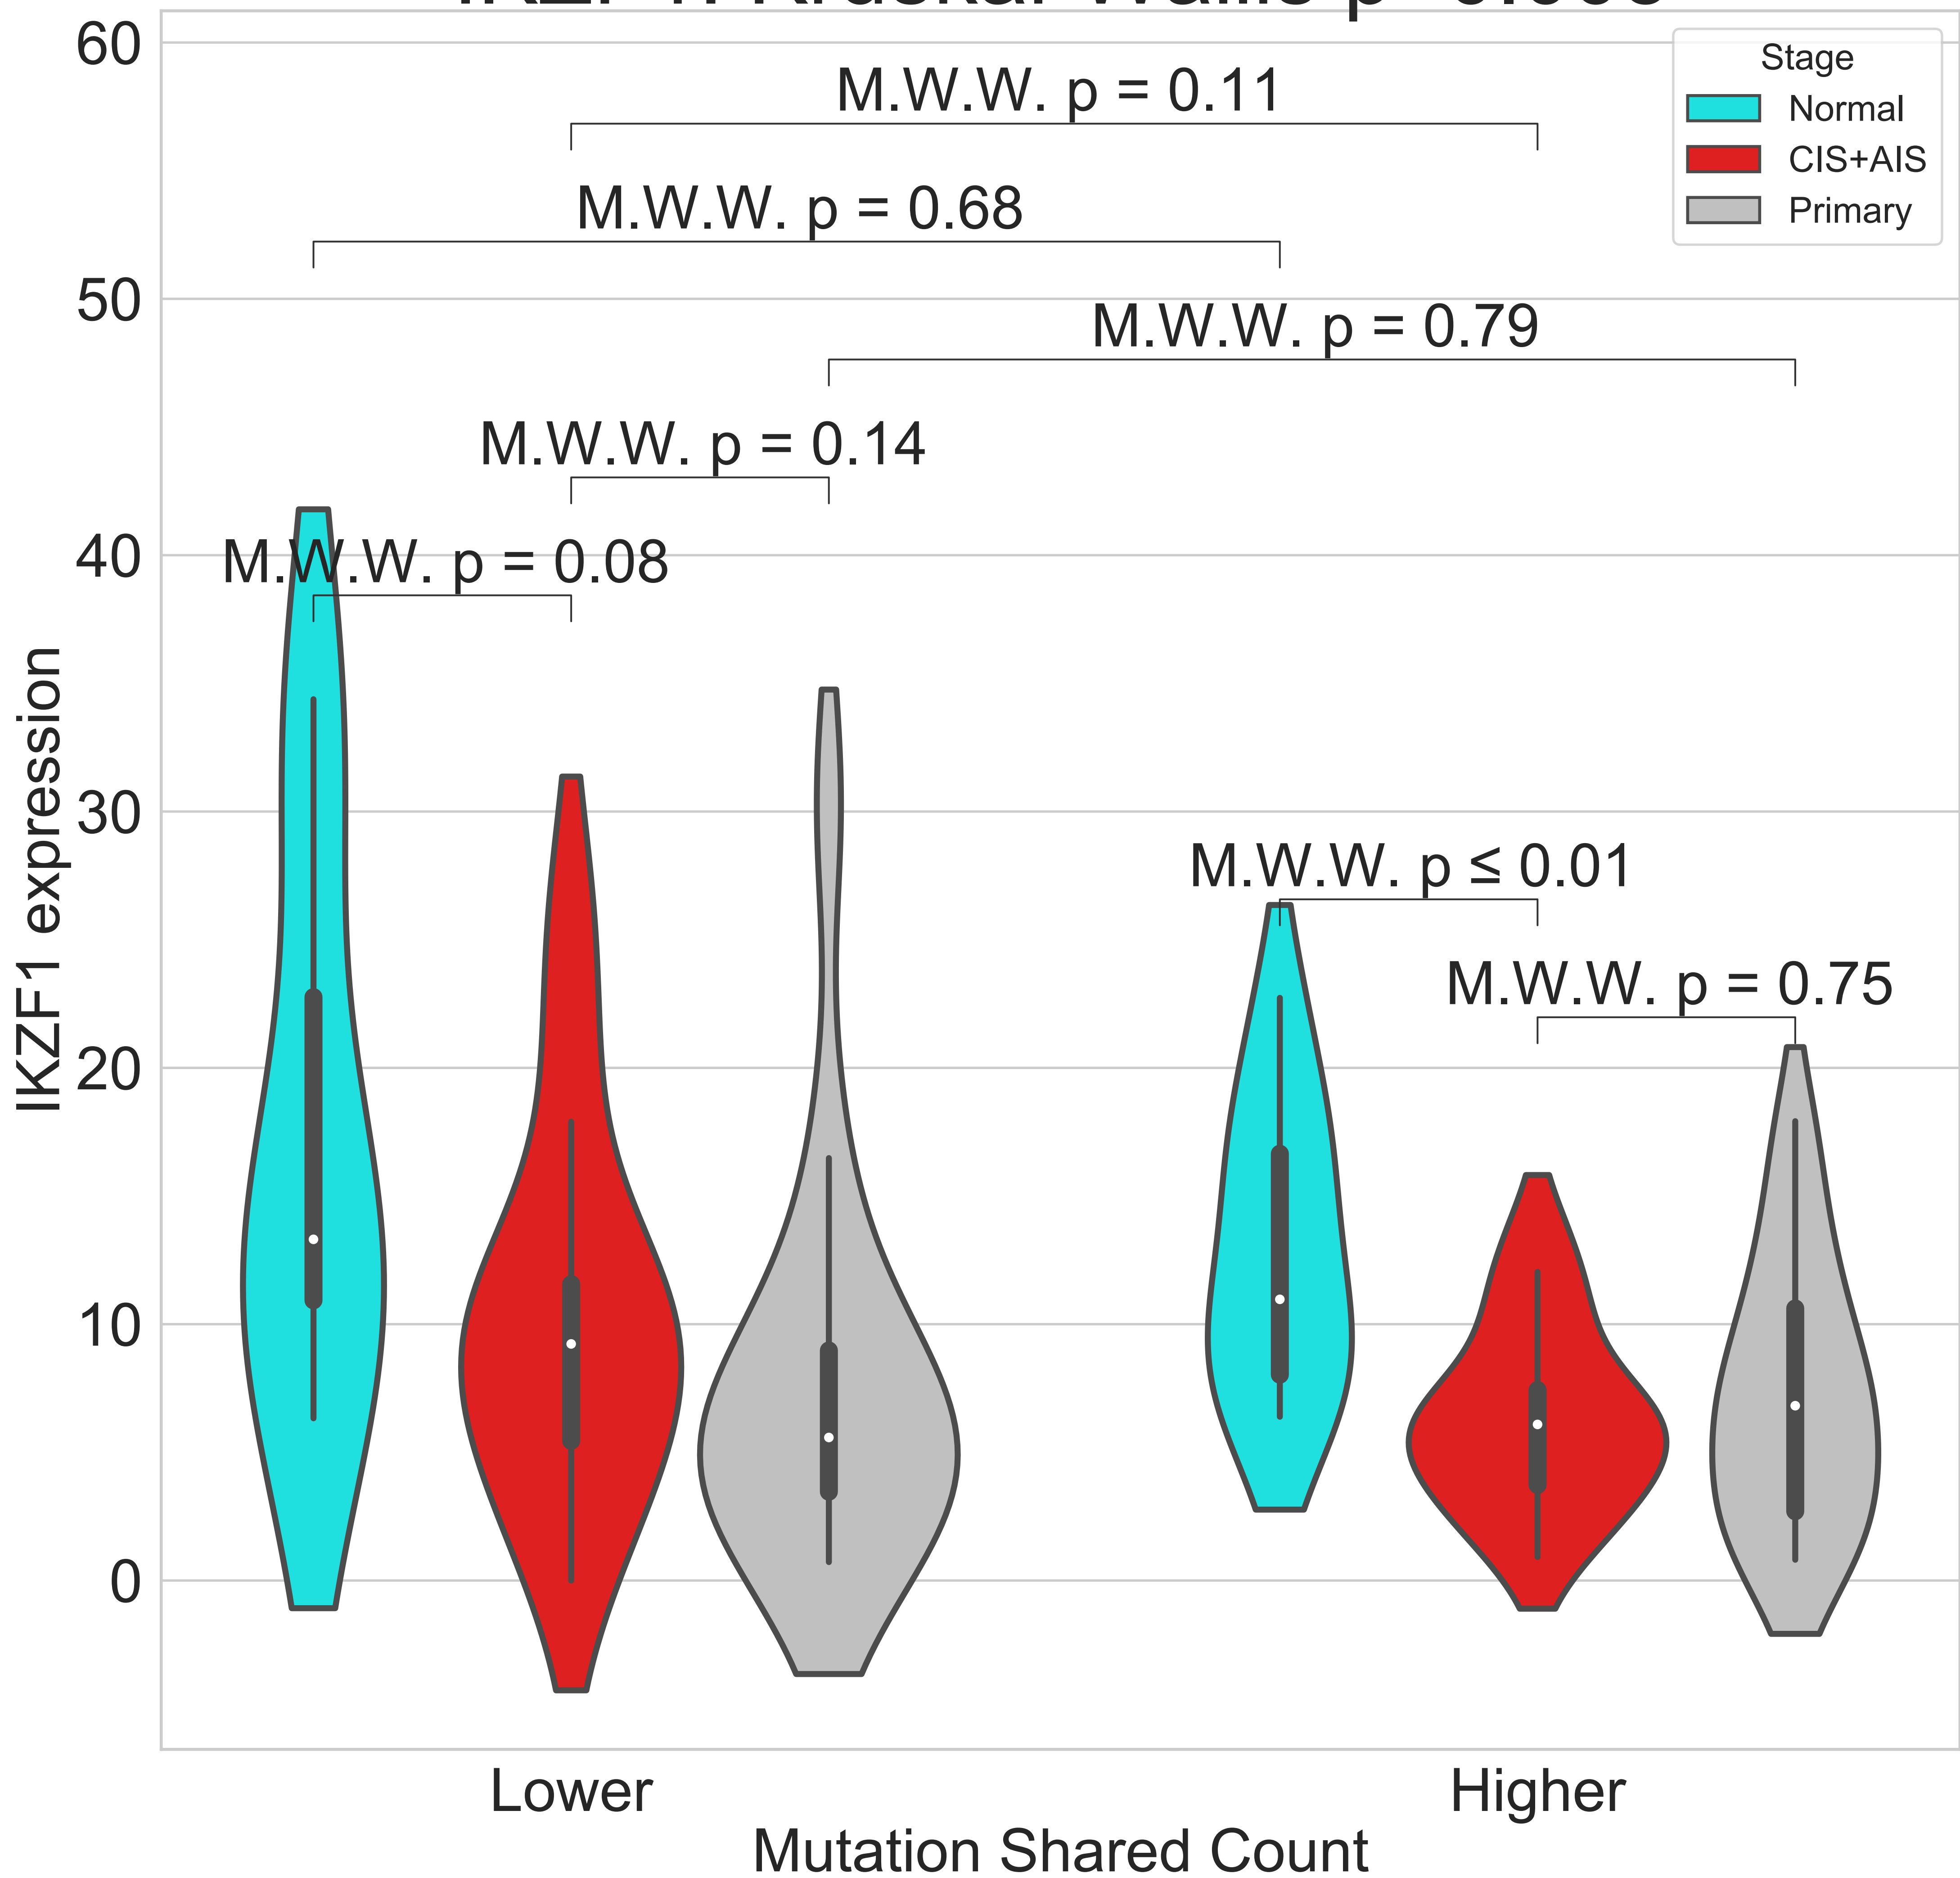 60
M.W.W. p = 0.11
Stage
Normal
CIS+AIS
Primary
M.W.W. p = 0.68
50
M.W.W. p = 0.79
M.W.W. p = 0.14
40
M.W.W. p = 0.08
IKZF1 expression
30
M.W.W. p ≤ 0.01
M.W.W. p = 0.75
20
10
0
Lower
Higher
Mutation Shared Count